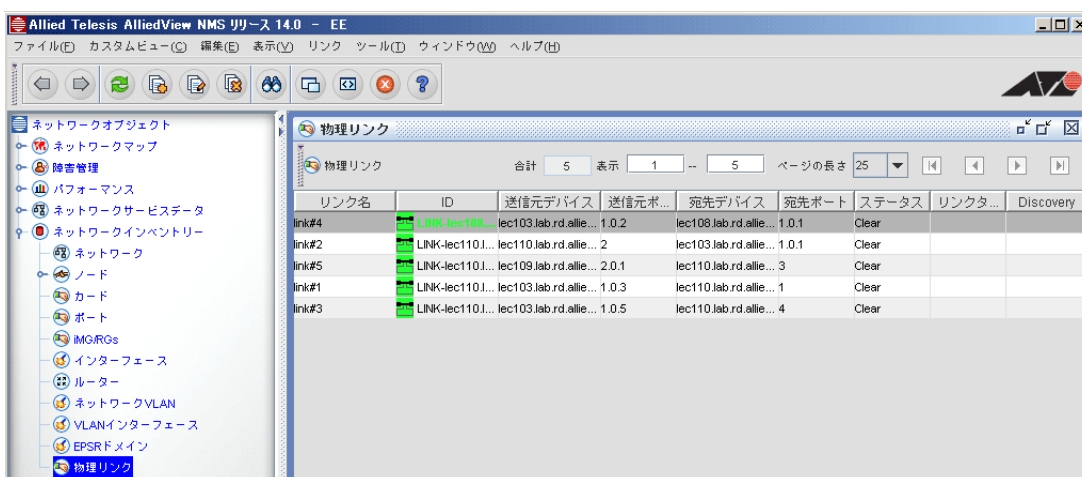 Allied Telesis AlliedView NMS リリース 14.0 - EE
ファイル(F) カスタムビュー(C) 編集(E) 表示(V) リンク ツール(T) ウィンドウ(W) ヘルプ(H)
ネットワークオブジェクト
ネットワークマップ
障害管理
パフォーマンス
ネットワークサービスデータ
ネットワークインベントリー
ネットワーク
ノード
カード
ポート
iMG/RGs
インターフェース
ルーター
ネットワークVLAN
VLANインターフェース
EPSRドメイン
物理リンク
物理リンク
物理リンク 合計 5 表示 1 -- 5 ページの長さ 25
リンク名 ID 送信元デバイス 送信元ポ... 宛先デバイス 宛先ポート ステータス リンクタ... Discovery
link#4 LINK-lec108.... lec103.lab.rd.allie... 1.0.2 lec108.lab.rd.allie... 1.0.1 Clear
link#2 LINK-lec110.l... lec110.lab.rd.allie... 2 lec103.lab.rd.allie... 1.0.1 Clear
link#5 LINK-lec110.l... lec109.lab.rd.allie... 2.0.1 lec110.lab.rd.allie... 3 Clear
link#1 LINK-lec110.l... lec103.lab.rd.allie... 1.0.3 lec110.lab.rd.allie... 1 Clear
link#3 LINK-lec110.l... lec103.lab.rd.allie... 1.0.5 lec110.lab.rd.allie... 4 Clear